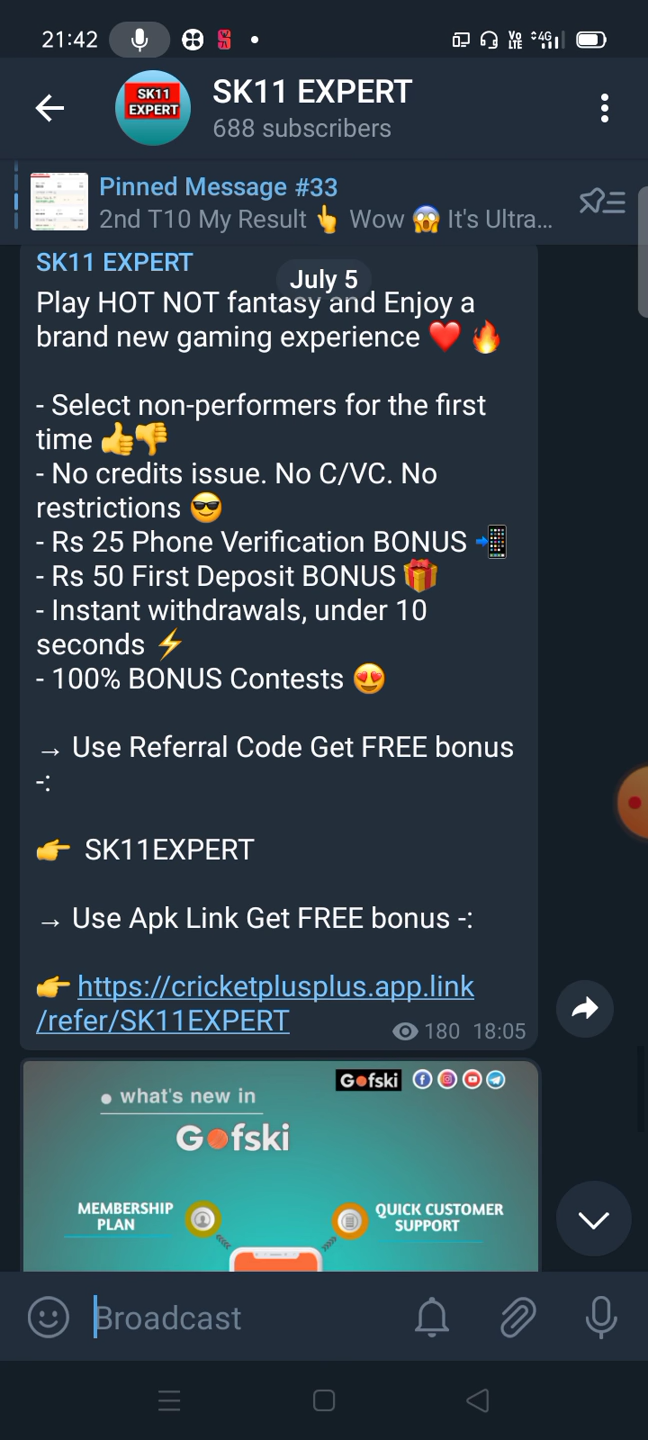 21:42
Vo LTE 4G
SK11 EXPERT
SK11 EXPERT
688 subscribers
Pinned Message #33
2nd T10 My Result 👆 Wow 😱 It's Ultra...
SK11 EXPERT
July 5
Play HOT NOT fantasy and Enjoy a
brand new gaming experience ❤️ 🔥
- Select non-performers for the first
time 👍👎
- No credits issue. No C/VC. No
restrictions 😎
- Rs 25 Phone Verification BONUS 📲
- Rs 50 First Deposit BONUS 🎁
- Instant withdrawals, under 10
seconds ⚡
- 100% BONUS Contests 😍
→ Use Referral Code Get FREE bonus
-:
👉 SK11EXPERT
→ Use Apk Link Get FREE bonus -:
👉 https://cricketplusplus.app.link
/refer/SK11EXPERT
180 18:05
Gofski
what's new in
Gofski
MEMBERSHIP
PLAN
QUICK CUSTOMER
SUPPORT
Broadcast